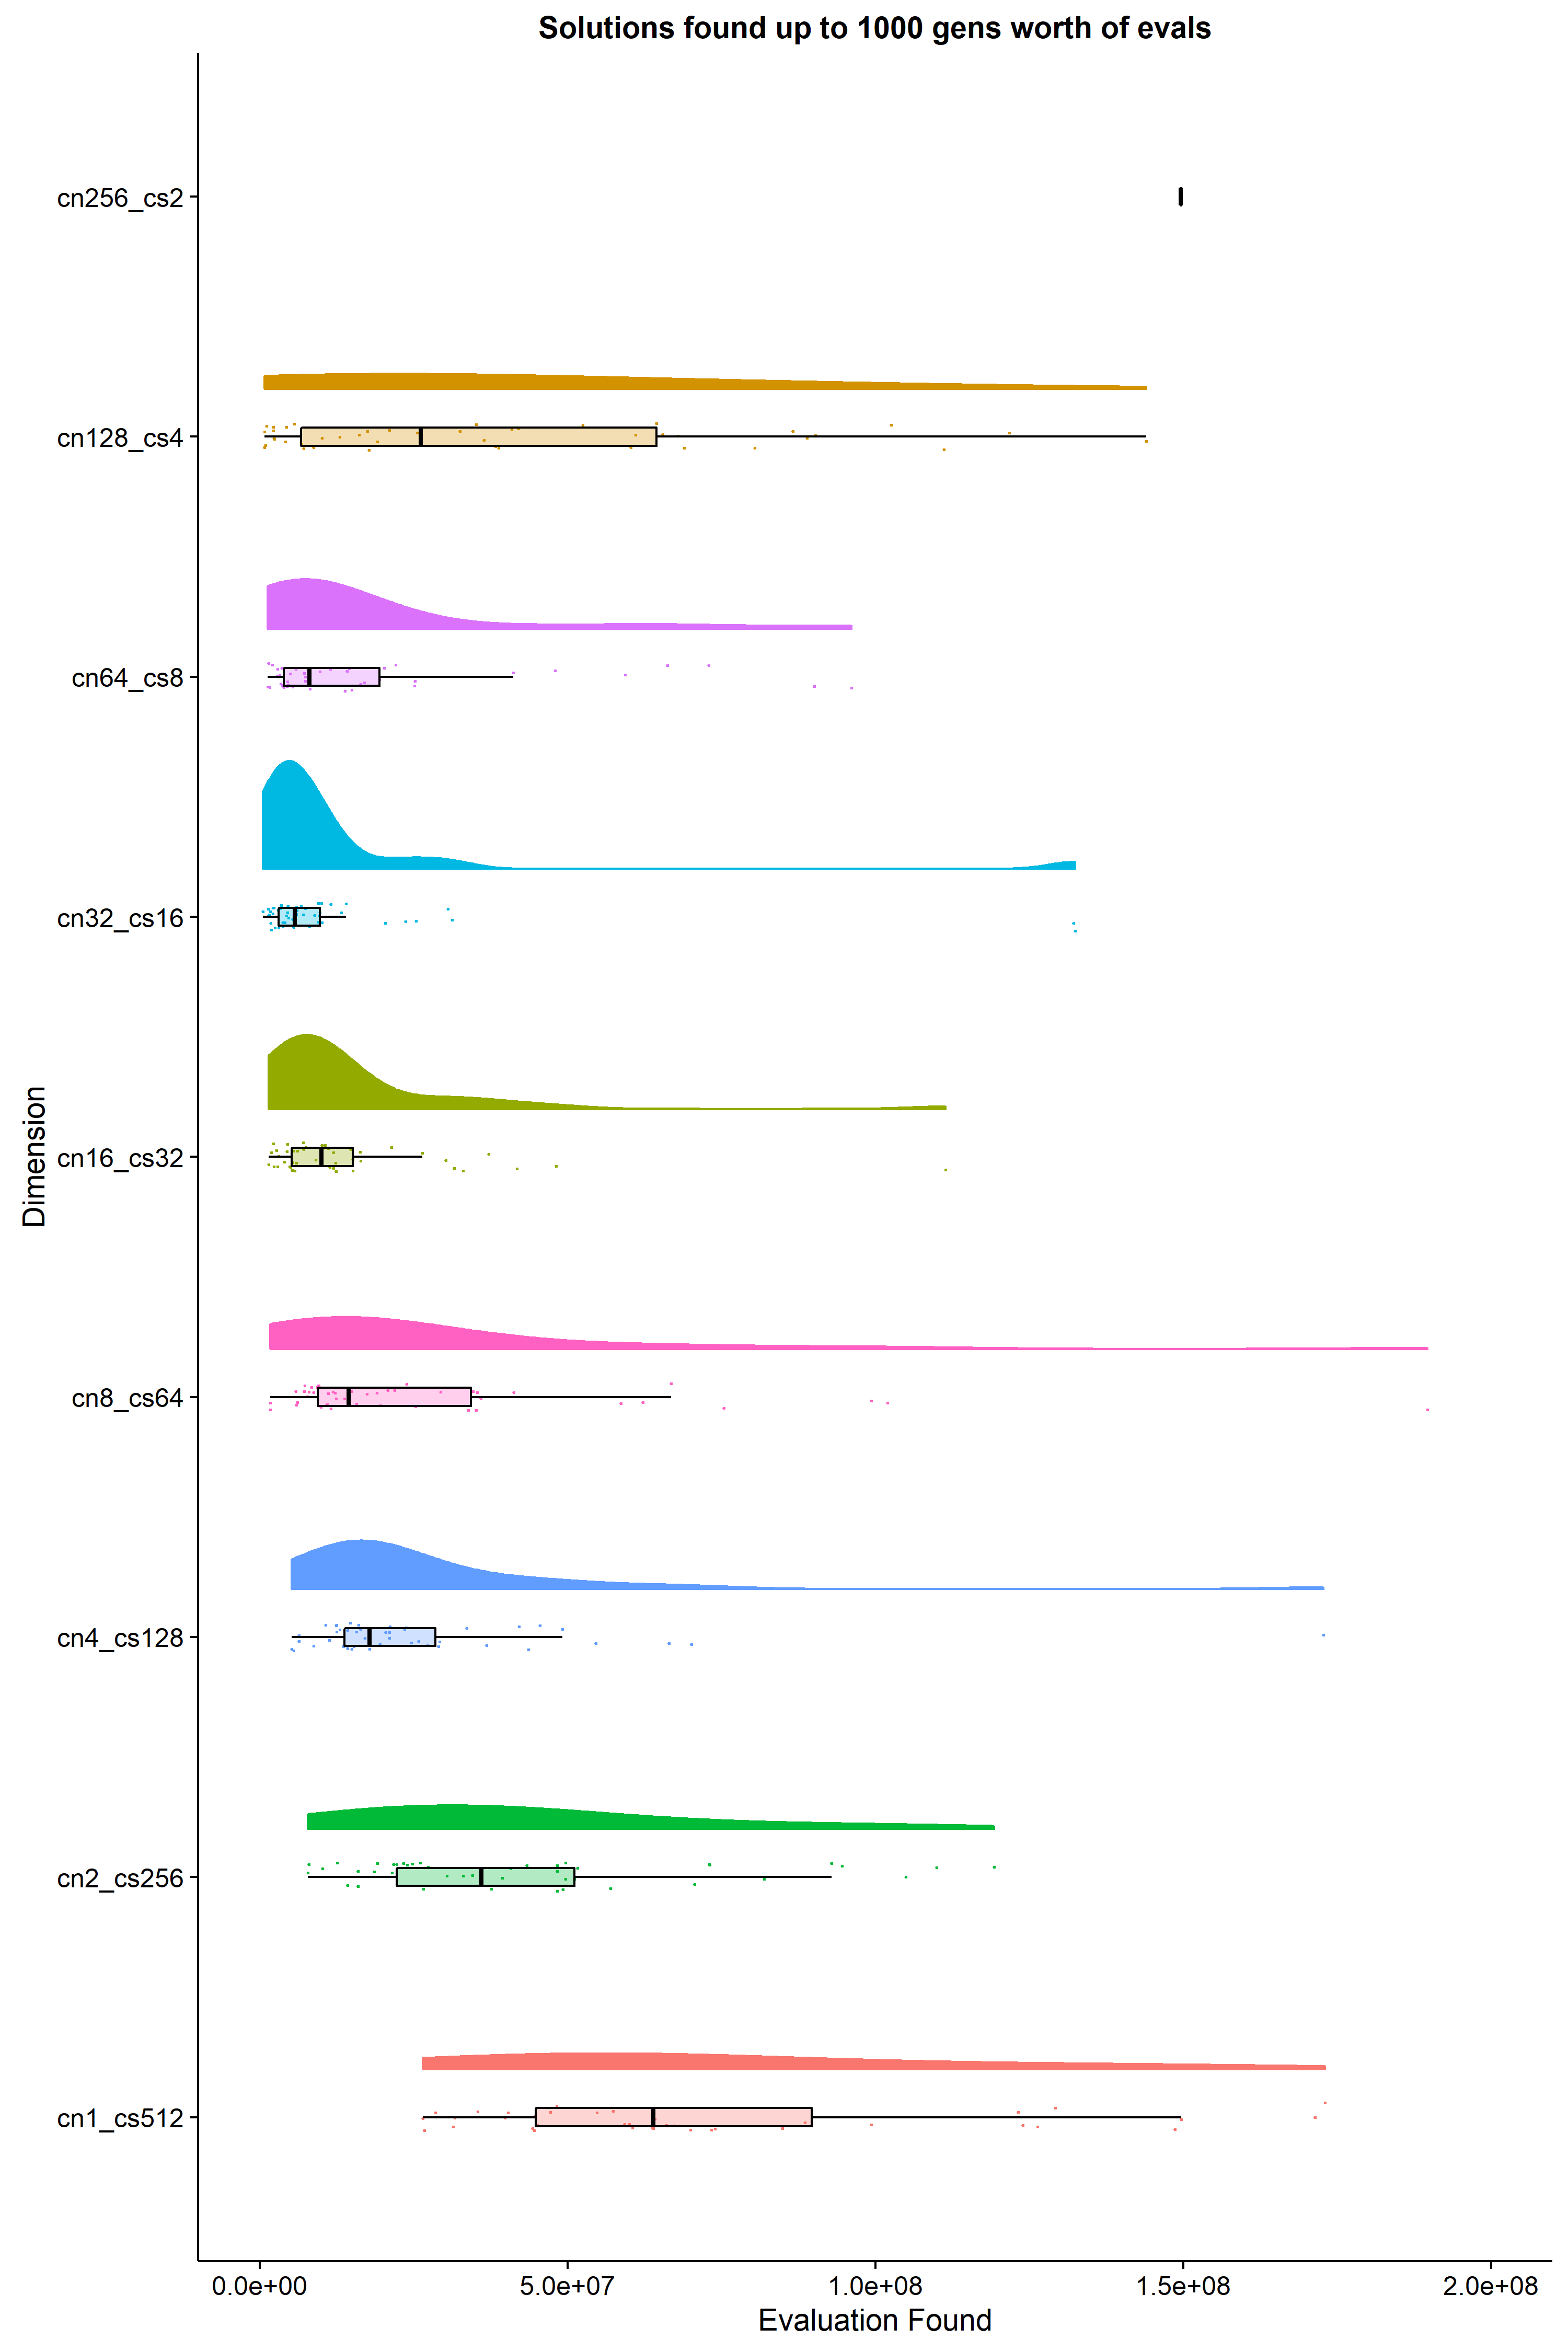 Solutions found up to 1000 gens worth of evals
cn256_cs2
cn128_cs4
cn64_cs8
cn32_cs16
cn16_cs32
cn8_cs64
cn4_cs128
cn2_cs256
cn1_cs512
Dimension
0.0e+00 5.0e+07 1.0e+08 1.5e+08 2.0e+08
Evaluation Found